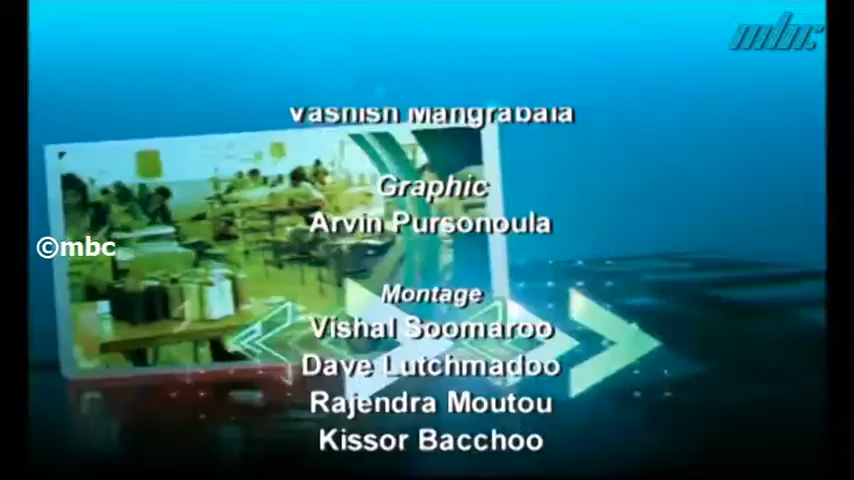 mbc
Vashish Mangrabala
Graphic
Arvin Pursonoula
©mbc
Montage
Vishal Soomaroo
Dave Lutchmadoo
Rajendra Moutou
Kissor Bacchoo